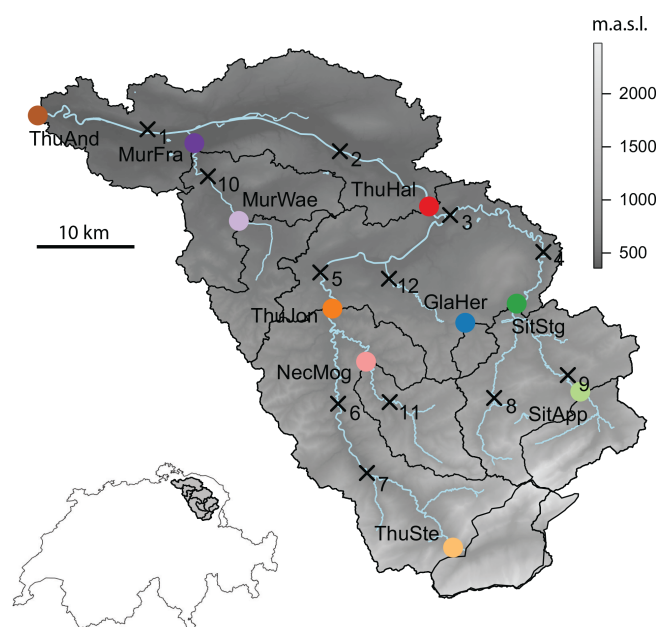 m.a.s.l.
2000
1500
1000
500
ThuAnd
1
MurFra
2
10
MurWae
ThuHal
3
10 km
4
5
12
GlaHer
ThuJon
SitStg
NecMog
9
6
11
8
SitApp
7
ThuSte